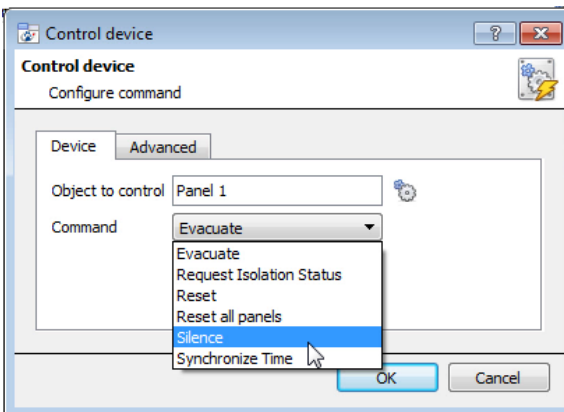 Control device
Control device
Configure command
Device Advanced
Object to control Panel 1
Command Evacuate
Evacuate
Request Isolation Status
Reset
Reset all panels
Silence
Synchronize Time
OK Cancel